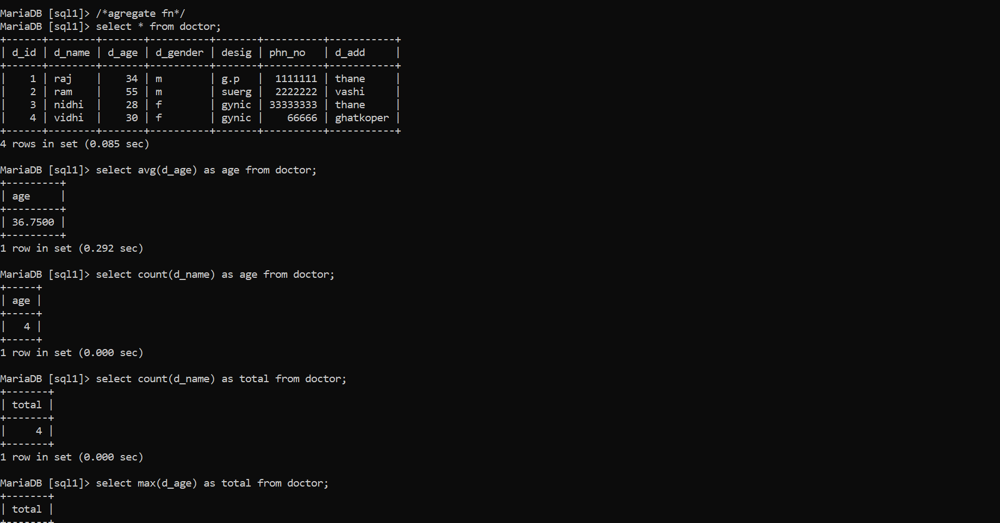 MariaDB [sql1]> /*agregate fn*/
MariaDB [sql1]> select * from doctor;
+------+--------+-------+----------+-------+----------+-----------+
| d_id | d_name | d_age | d_gender | desig | phn_no   | d_add     |
+------+--------+-------+----------+-------+----------+-----------+
|    1 | raj    |    34 | m        | g.p   |  1111111 | thane     |
|    2 | ram    |    55 | m        | suerg |  2222222 | vashi     |
|    3 | nidhi  |    28 | f        | gynic | 33333333 | thane     |
|    4 | vidhi  |    30 | f        | gynic |    66666 | ghatkoper |
+------+--------+-------+----------+-------+----------+-----------+
4 rows in set (0.085 sec)

MariaDB [sql1]> select avg(d_age) as age from doctor;
+---------+
| age     |
+---------+
| 36.7500 |
+---------+
1 row in set (0.292 sec)

MariaDB [sql1]> select count(d_name) as age from doctor;
+-----+
| age |
+-----+
|   4 |
+-----+
1 row in set (0.000 sec)

MariaDB [sql1]> select count(d_name) as total from doctor;
+-------+
| total |
+-------+
|     4 |
+-------+
1 row in set (0.000 sec)

MariaDB [sql1]> select max(d_age) as total from doctor;
+-------+
| total |
+-------+